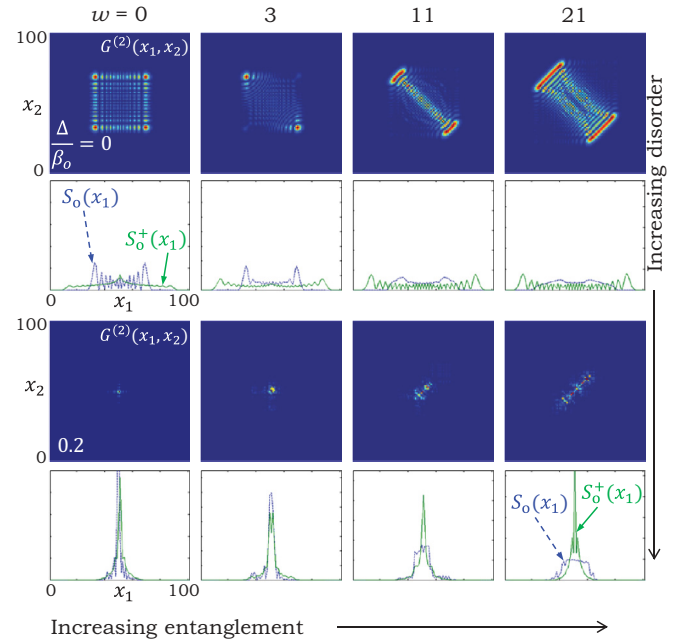 w = 0 3 11 21
100 G⁽²⁾(x₁, x₂)
x₂
Δ/βₒ = 0
0
Increasing disorder
Sₒ(x₁)
Sₒ⁺(x₁)
0 x₁ 100
100 G⁽²⁾(x₁, x₂)
x₂
0.2
0
Sₒ(x₁) Sₒ⁺(x₁)
0 x₁ 100
Increasing entanglement